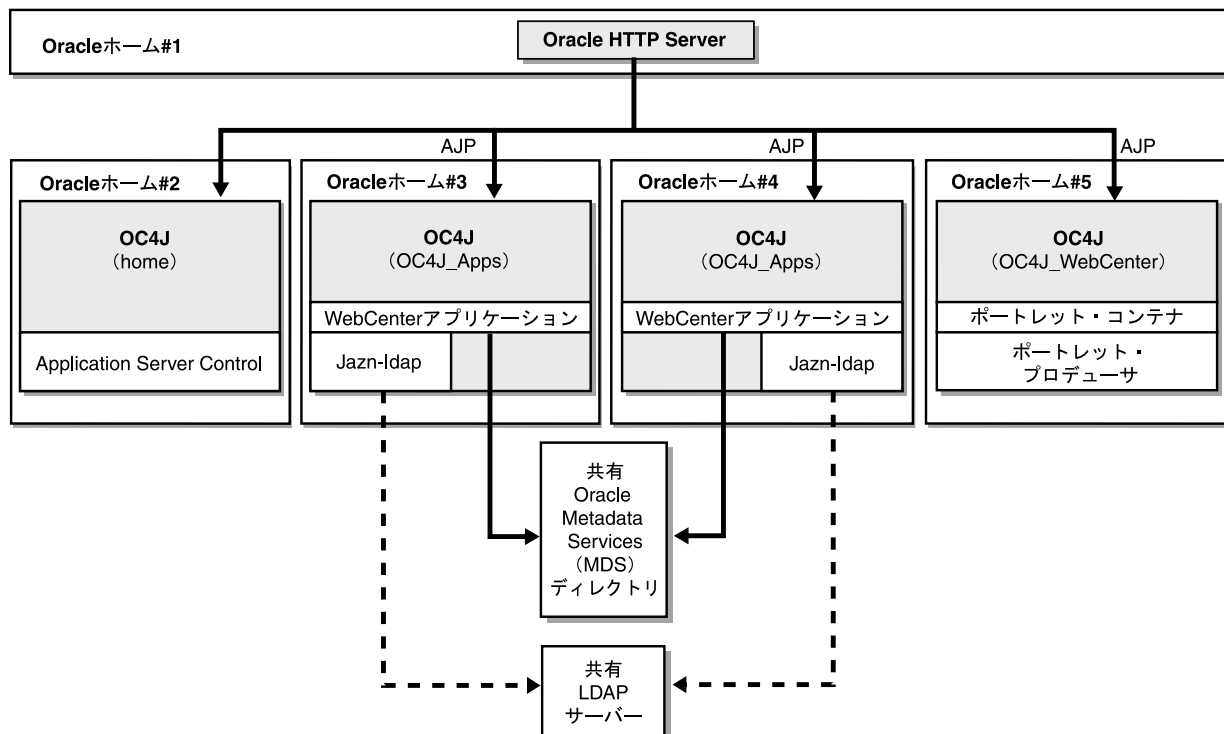 Oracleホーム#1
Oracle HTTP Server
AJP
AJP
AJP
Oracleホーム#2
OC4J
（home）
Application Server Control
Oracleホーム#3
OC4J
（OC4J_Apps）
WebCenterアプリケーション
Jazn-ldap
Oracleホーム#4
OC4J
（OC4J_Apps）
WebCenterアプリケーション
Jazn-ldap
Oracleホーム#5
OC4J
（OC4J_WebCenter）
ポートレット・コンテナ
ポートレット・
プロデューサ
共有
Oracle
Metadata
Services
（MDS）
ディレクトリ
共有
LDAP
サーバー